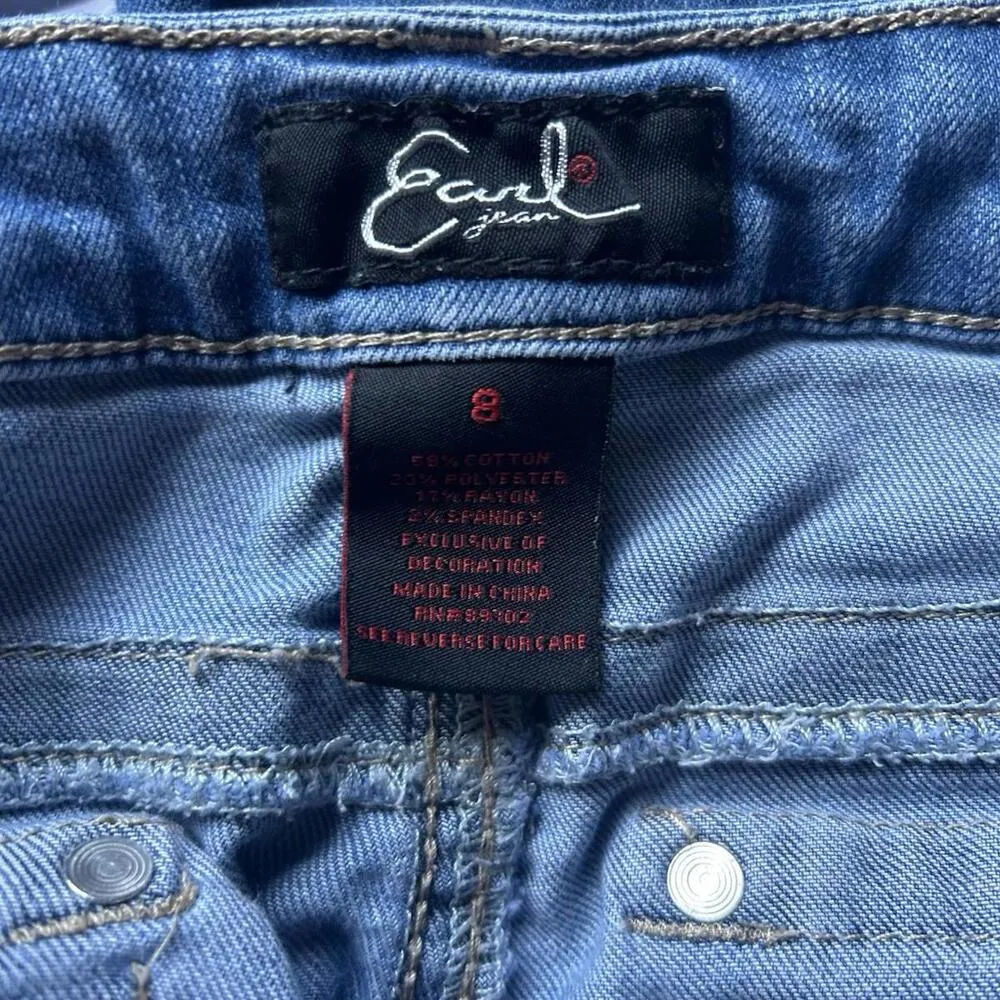 Earl®
jean
8
58% COTTON
23% POLYESTER
17% RAYON
2% SPANDEX
EXCLUSIVE OF
DECORATION
MADE IN CHINA
RN#89302
SEE REVERSE FOR CARE